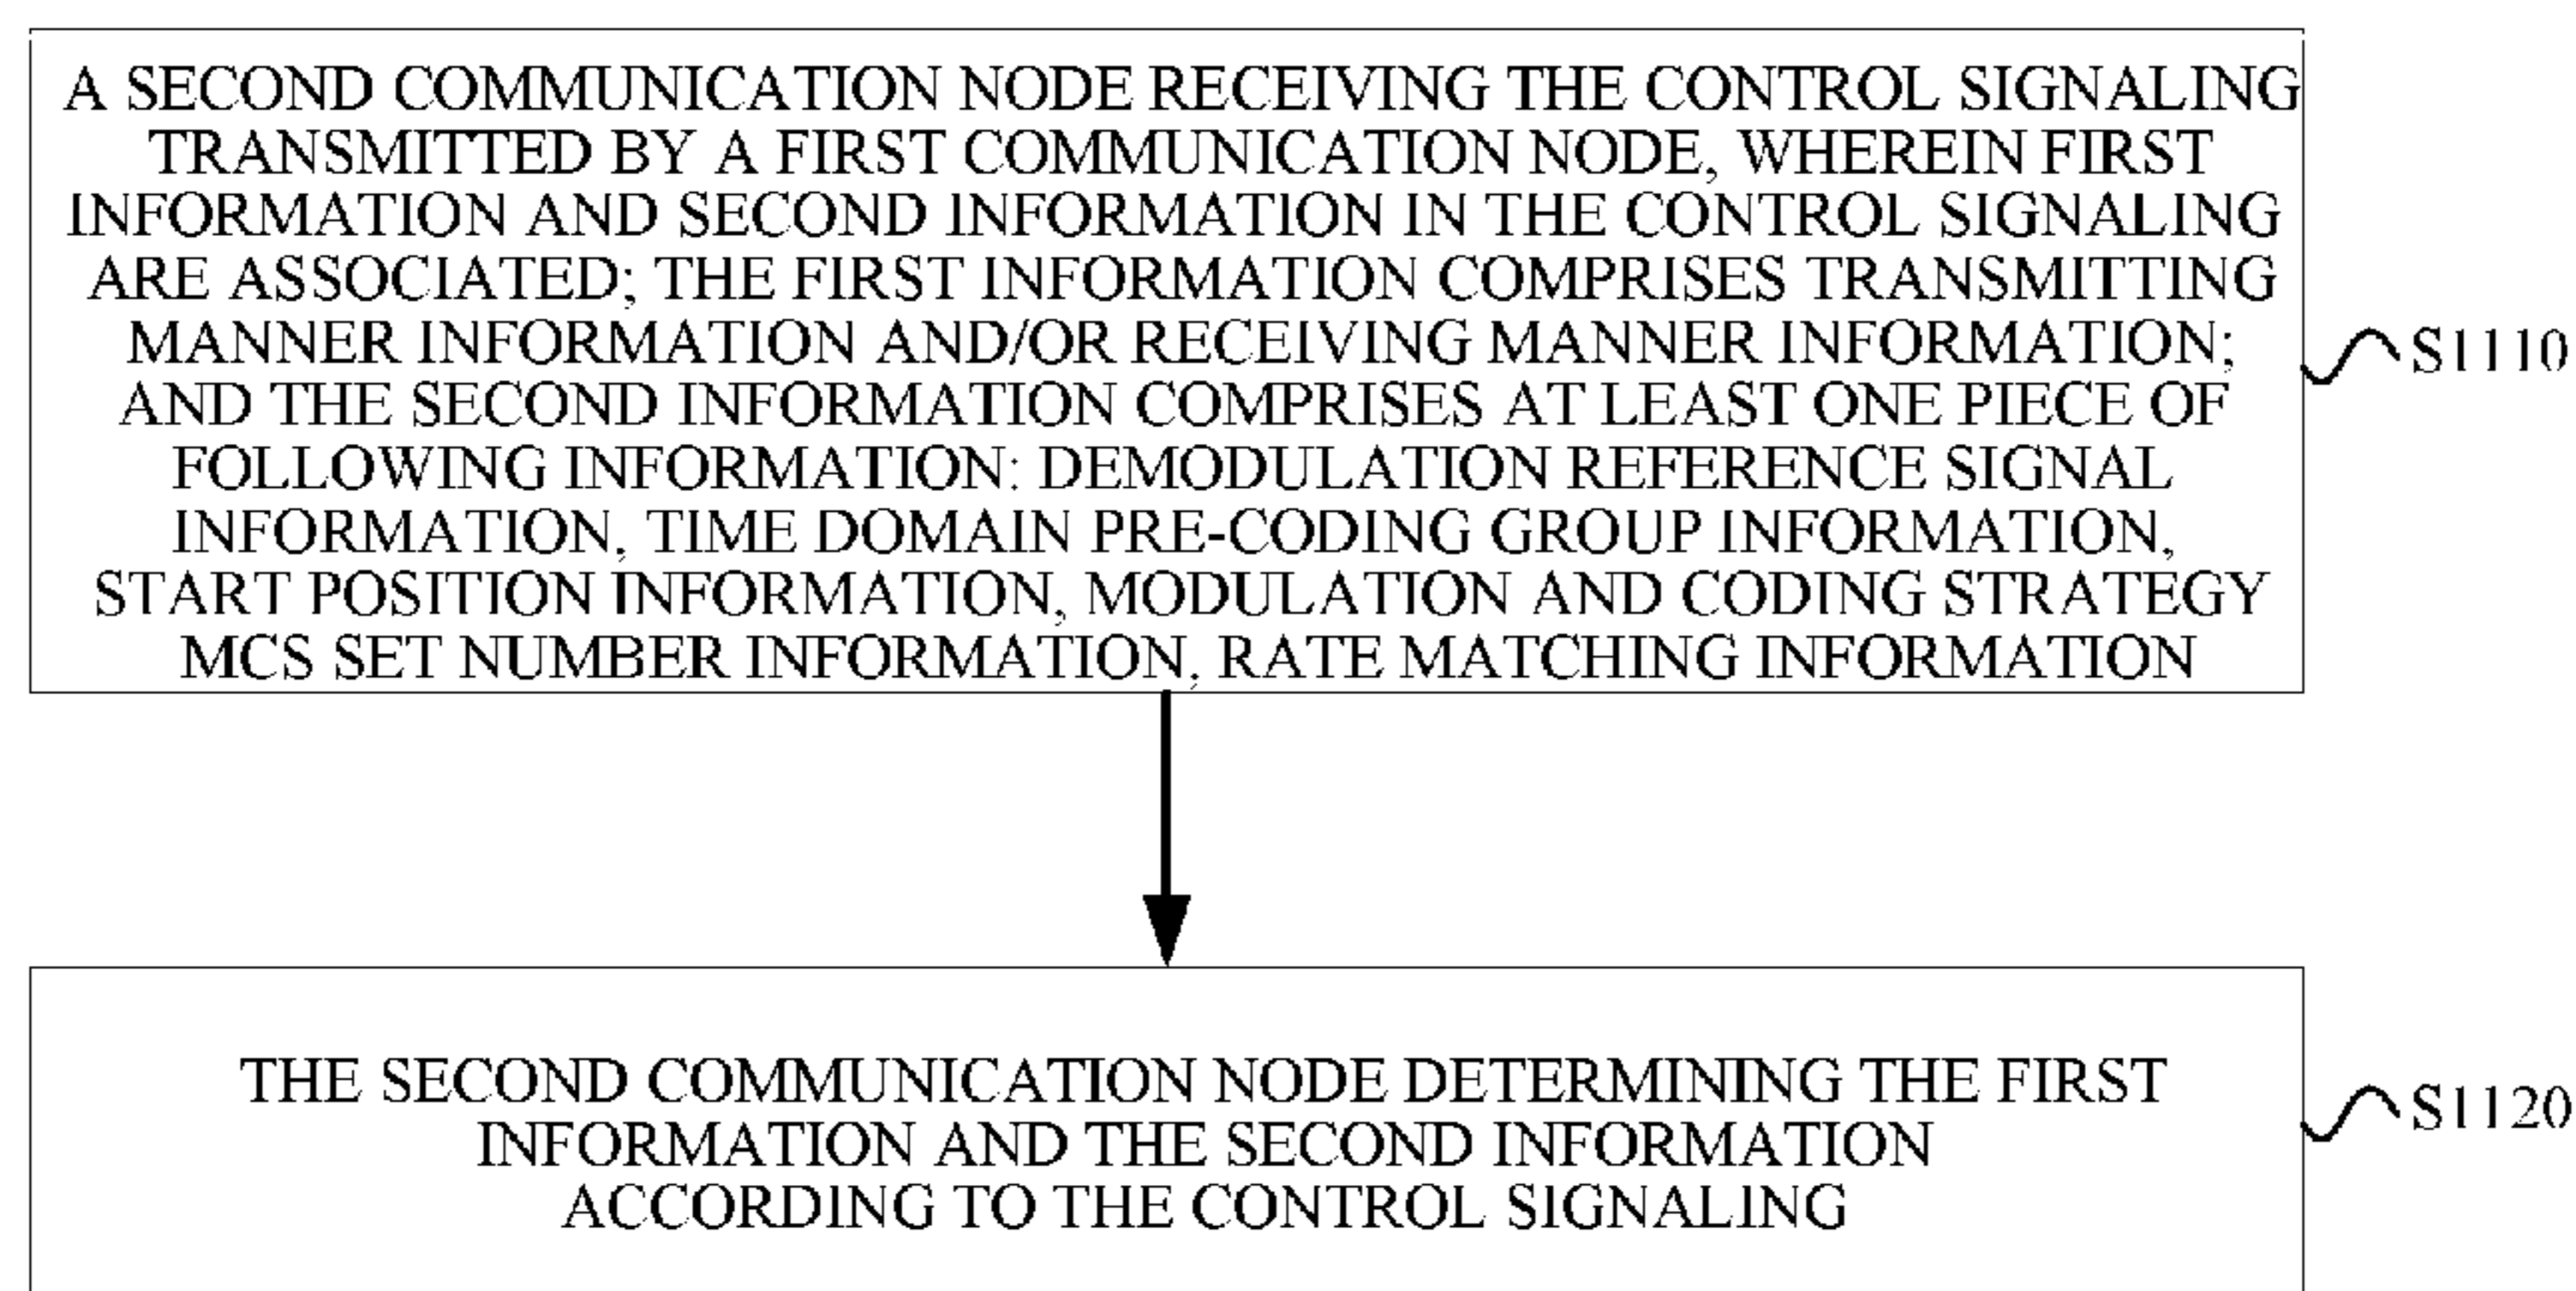 A SECOND COMMUNICATION NODE RECEIVING THE CONTROL SIGNALING
TRANSMITTED BY A FIRST COMMUNICATION NODE, WHEREIN FIRST
INFORMATION AND SECOND INFORMATION IN THE CONTROL SIGNALING
ARE ASSOCIATED; THE FIRST INFORMATION COMPRISES TRANSMITTING
MANNER INFORMATION AND/OR RECEIVING MANNER INFORMATION;
AND THE SECOND INFORMATION COMPRISES AT LEAST ONE PIECE OF
FOLLOWING INFORMATION: DEMODULATION REFERENCE SIGNAL
INFORMATION, TIME DOMAIN PRE-CODING GROUP INFORMATION,
START POSITION INFORMATION, MODULATION AND CODING STRATEGY
MCS SET NUMBER INFORMATION, RATE MATCHING INFORMATION
S1110
THE SECOND COMMUNICATION NODE DETERMINING THE FIRST
INFORMATION AND THE SECOND INFORMATION
ACCORDING TO THE CONTROL SIGNALING
S1120